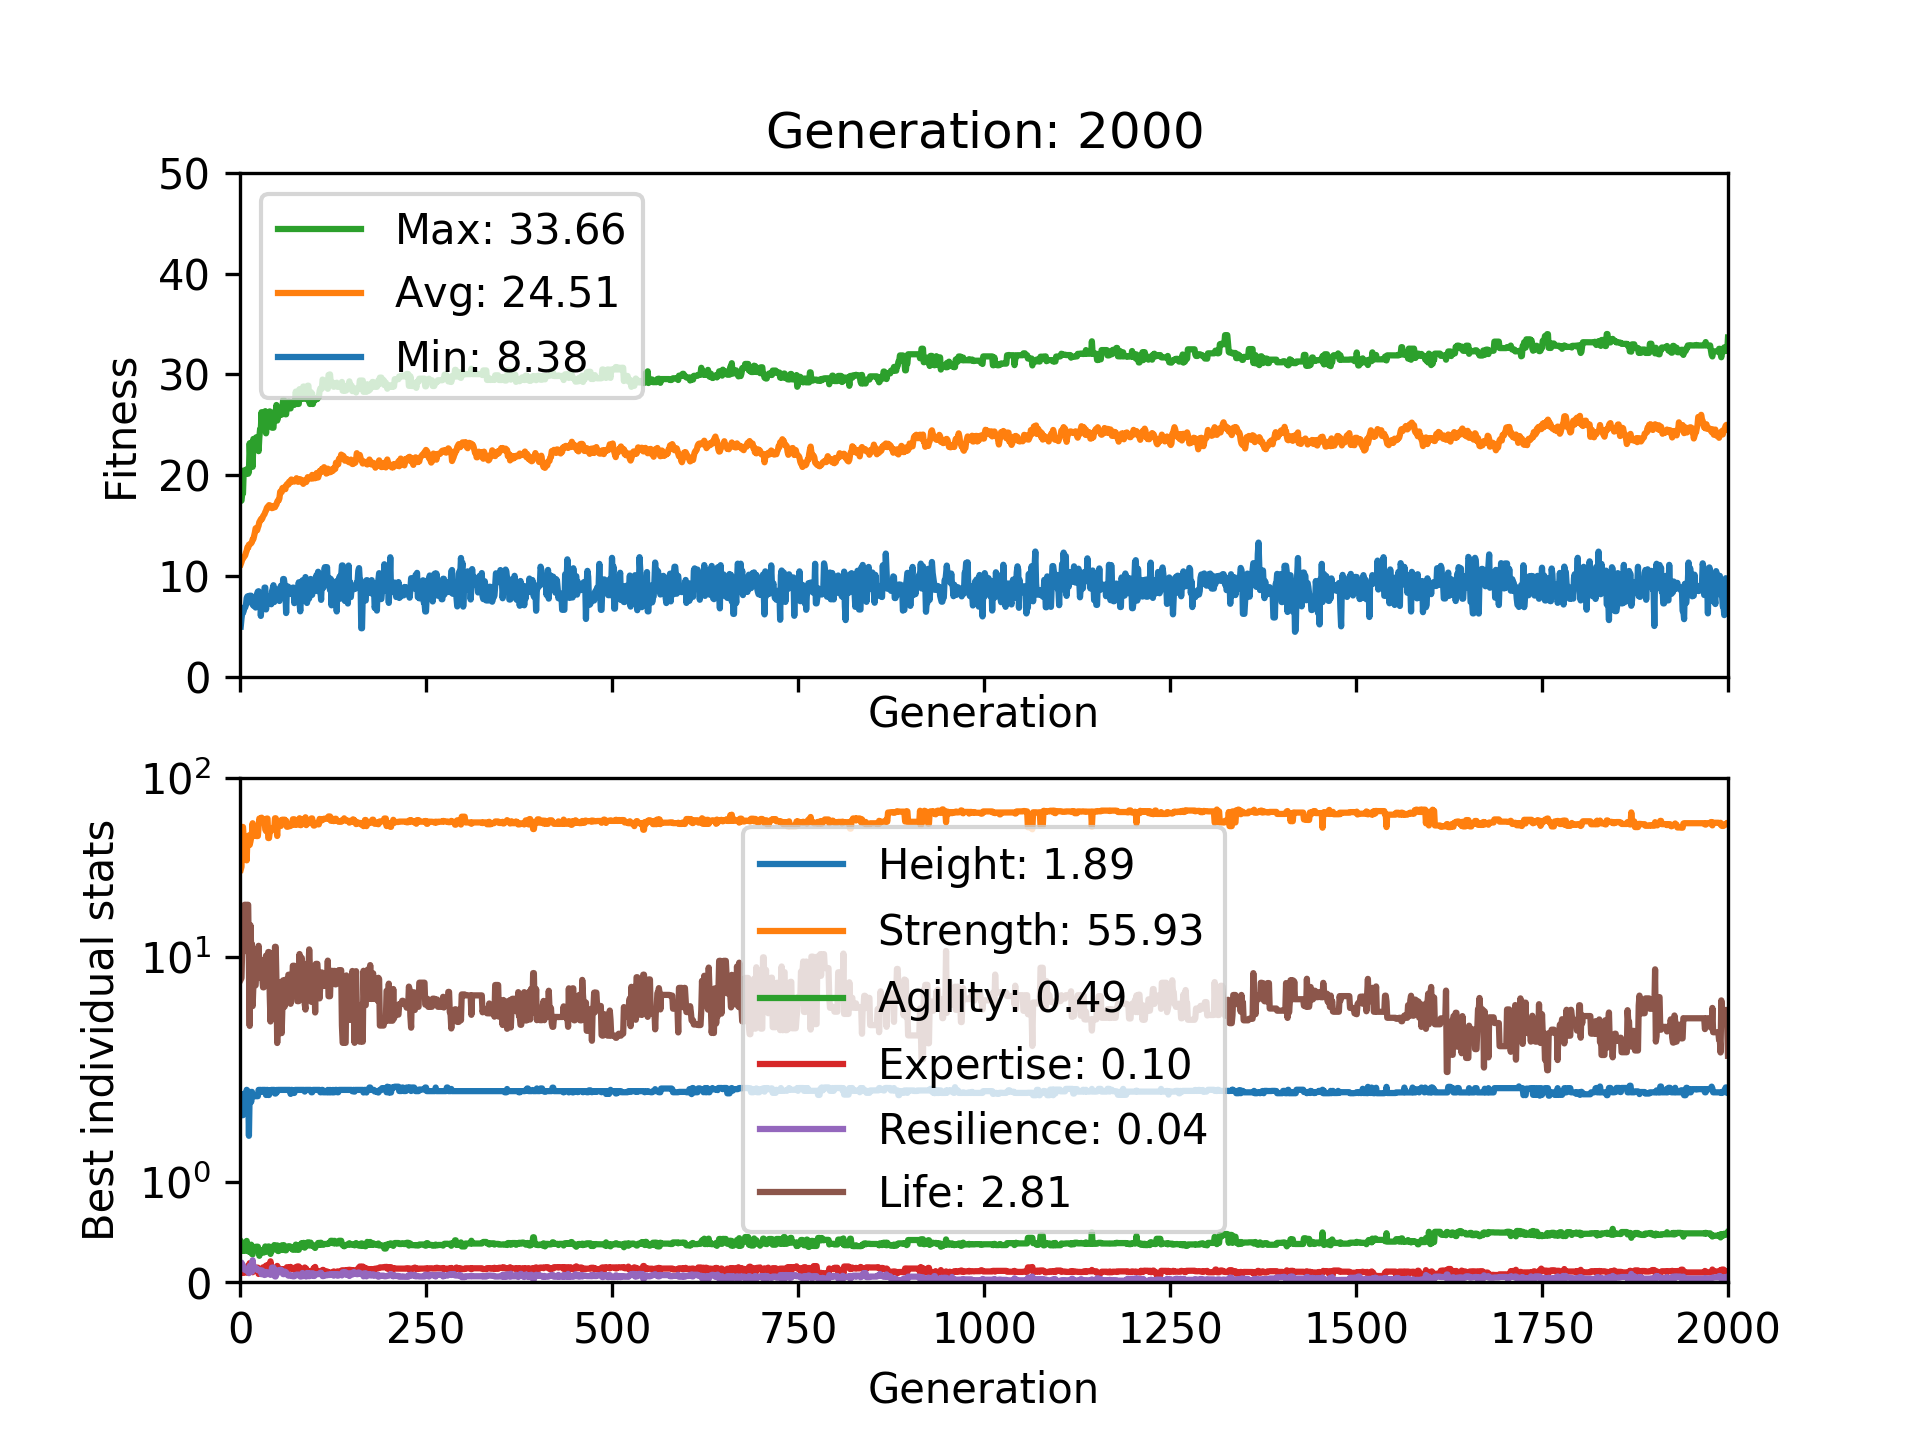 Generation: 2000
50
40
30
20
10
0
Fitness
Max: 33.66
Avg: 24.51
Min: 8.38
Generation
10²
10¹
10⁰
0
Best individual stats
Height: 1.89
Strength: 55.93
Agility: 0.49
Expertise: 0.10
Resilience: 0.04
Life: 2.81
0 250 500 750 1000 1250 1500 1750 2000
Generation